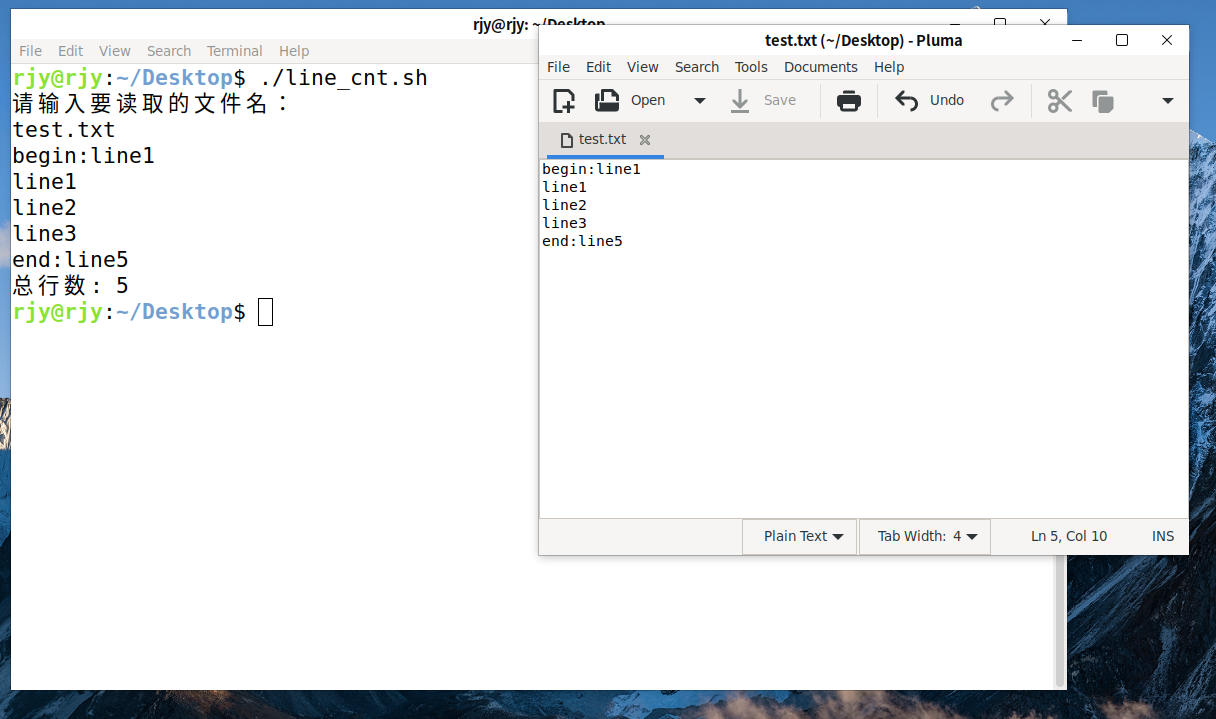 rjy@rjy: ~/Desktop
File Edit View Search Terminal Help
rjy@rjy:~/Desktop$ ./line_cnt.sh
请输入要读取的文件名：
test.txt
begin:line1
line1
line2
line3
end:line5
总行数: 5
rjy@rjy:~/Desktop$
test.txt (~/Desktop) - Pluma
File Edit View Search Tools Documents Help
Open Save Undo
test.txt
begin:line1
line1
line2
line3
end:line5
Plain Text Tab Width: 4 Ln 5, Col 10 INS